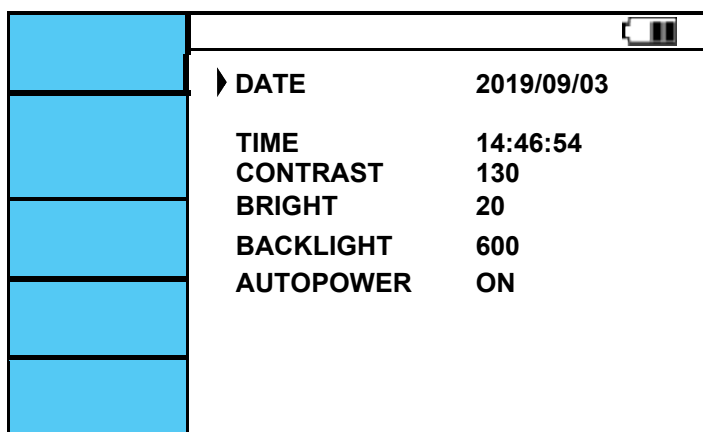 DATE 2019/09/03
TIME 14:46:54
CONTRAST 130
BRIGHT 20
BACKLIGHT 600
AUTOPOWER ON